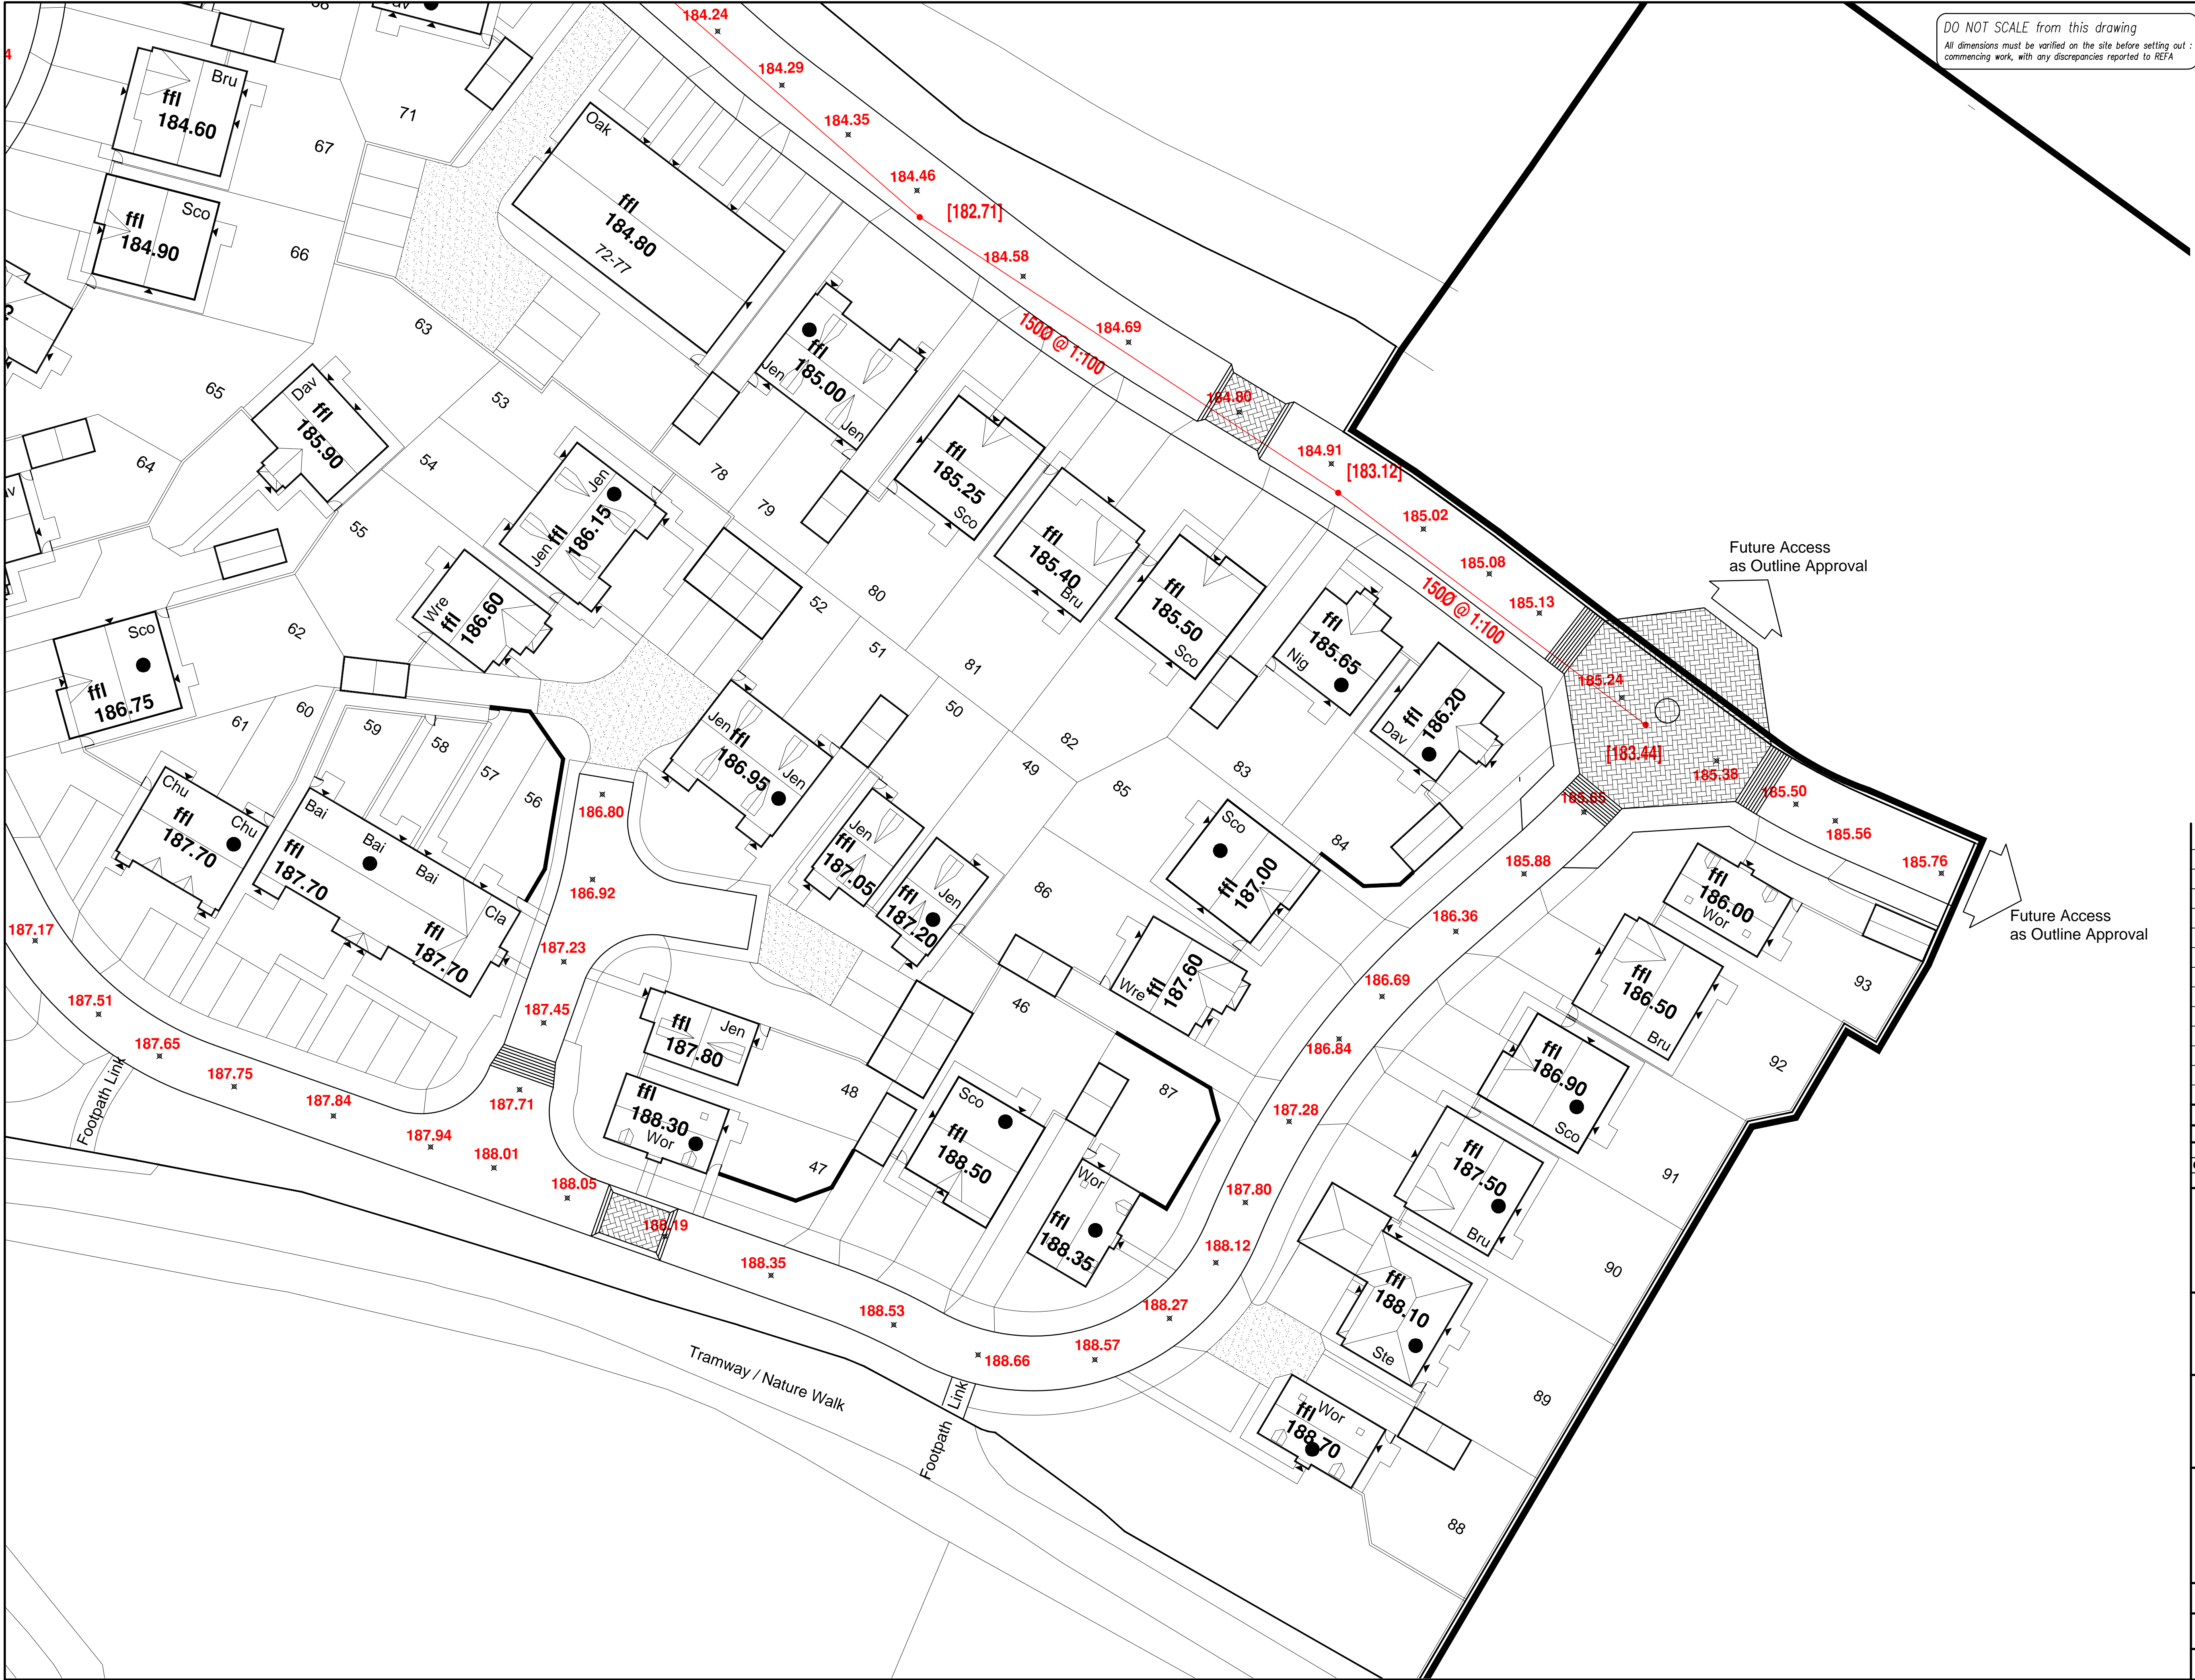 DO NOT SCALE from this drawing
All dimensions must be varified on the site before setting out :
commencing work, with any discrepancies reported to REFA
184.24
184.29
184.35
184.46
[182.71]
184.58
184.69
150Ø @ 1:100
184.80
184.91
[183.12]
185.02
185.08
185.13
150Ø @ 1:100
185.24
[183.44]
185.38
185.50
185.56
185.76
185.65
185.88
186.36
186.69
186.84
187.28
187.80
188.12
188.27
188.57
188.66
188.53
188.35
188.19
188.05
188.01
187.94
187.84
187.75
187.65
187.51
187.17
187.71
187.45
187.23
186.92
186.80
Future Access
as Outline Approval
Future Access
as Outline Approval
Bru
ffl
184.60
71
67
Sco
ffl
184.90
66
Oak
ffl
184.80
72-77
63
65
64
Dav
ffl
185.90
53
54
55
Jen
ffl
185.00
Jen
78
79
ffl
185.25
Sco
80
ffl
185.40
Bru
81
ffl
185.50
Sco
82
ffl
185.65
Nig
83
Dav
ffl
186.20
84
Jen
ffl
186.15
Jen
52
Wre
ffl
186.60
62
Sco
ffl
186.75
61
60
59
58
57
56
Chu
ffl
187.70
Chu
Bai
Bai
Bai
ffl
187.70
Cla
ffl
187.70
51
50
49
Jen
ffl
186.95
Jen
Jen
ffl
187.05
Jen
ffl
187.20
85
86
Sco
ffl
187.00
Wre
ffl
187.60
46
87
Jen
ffl
187.80
48
ffl
188.30
Wor
47
Sco
ffl
188.50
Wor
ffl
188.35
ffl
186.00
Wor
93
ffl
186.50
Bru
92
ffl
186.90
Sco
91
ffl
187.50
Bru
90
ffl
188.10
Ste
89
Wor
ffl
188.70
88
Footpath Link
Footpath Link
Tramway / Nature Walk